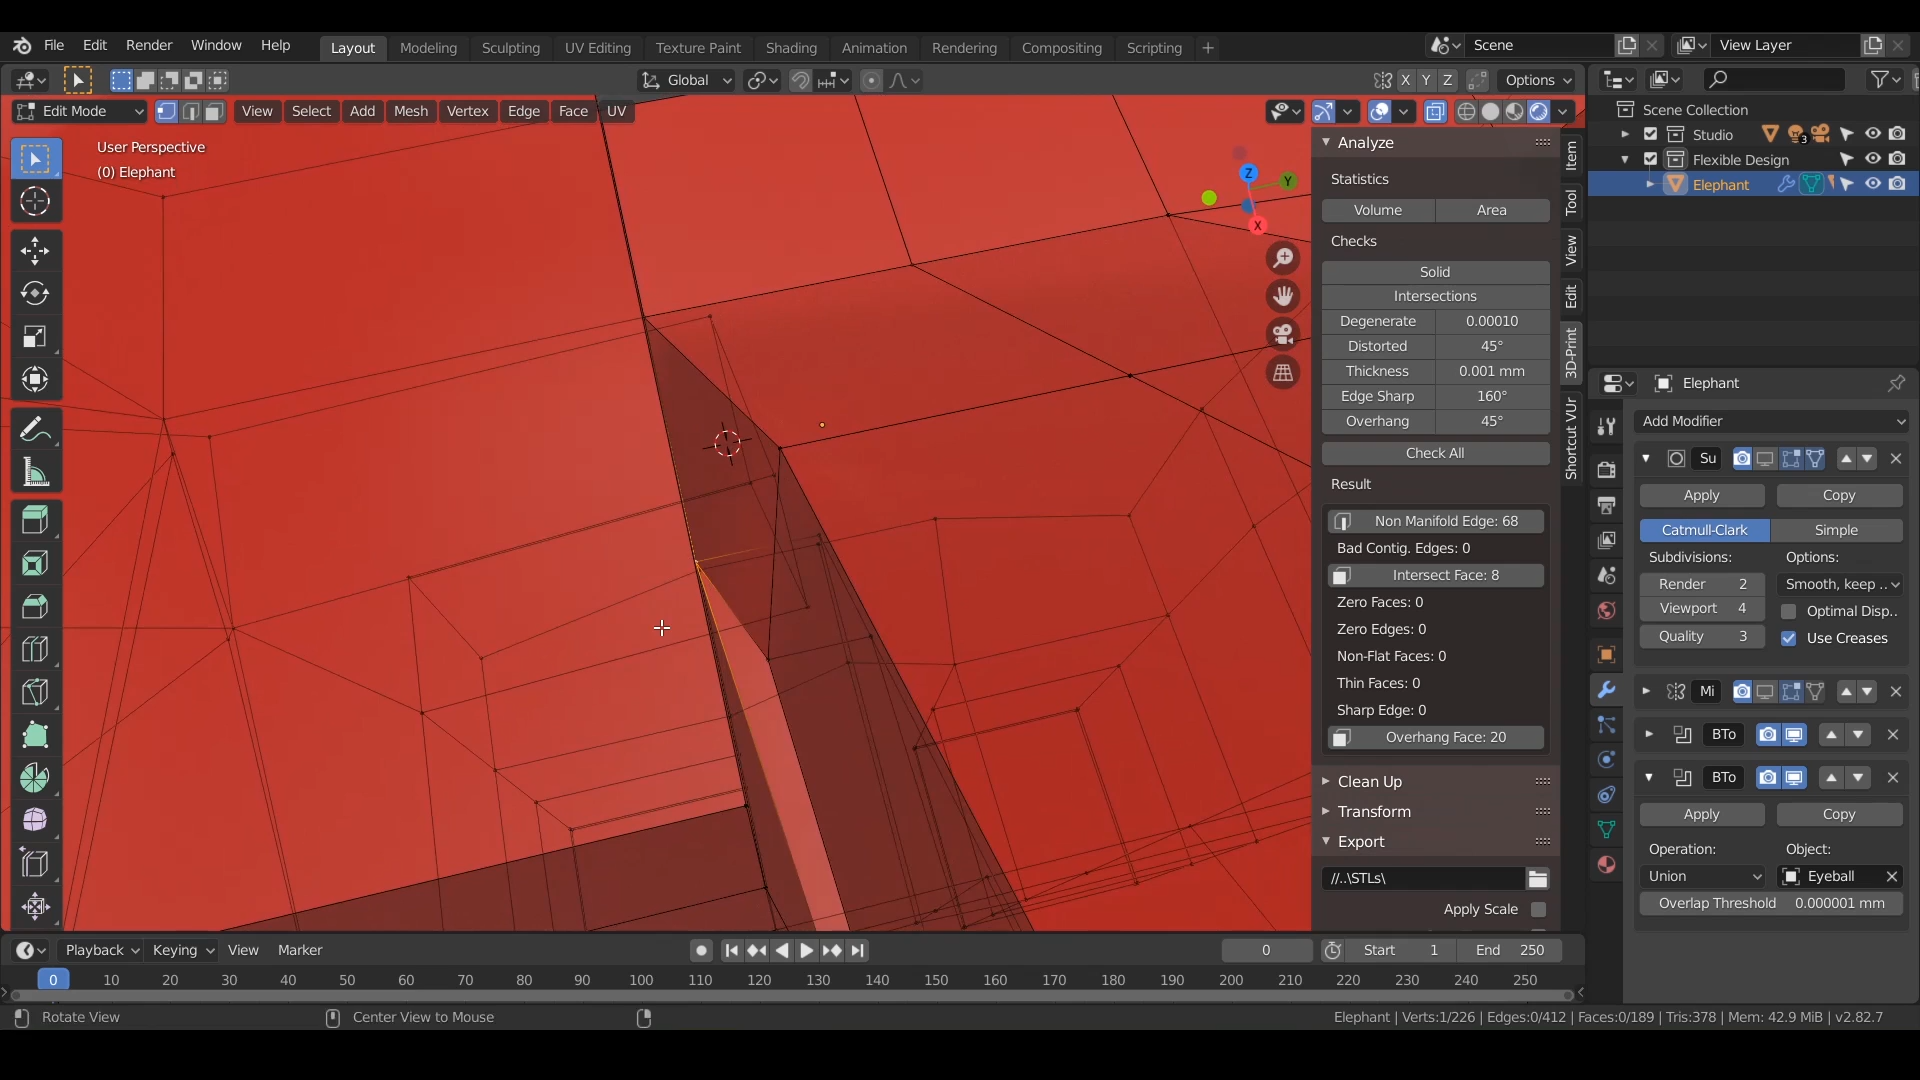 File Edit Render Window Help Layout Modeling Sculpting UV Editing Texture Paint Shading Animation Rendering Compositing Scripting + Scene View Layer
Global X Y Z Options
Edit Mode View Select Add Mesh Vertex Edge Face UV
User Perspective
(0) Elephant
Z Y X
Analyze
Statistics
Volume Area
Checks
Solid
Intersections
Degenerate 0.00010
Distorted 45°
Thickness 0.001 mm
Edge Sharp 160°
Overhang 45°
Check All
Result
Non Manifold Edge: 68
Bad Contig. Edges: 0
Intersect Face: 8
Zero Faces: 0
Zero Edges: 0
Non-Flat Faces: 0
Thin Faces: 0
Sharp Edge: 0
Overhang Face: 20
Clean Up
Transform
Export
//..\STLs\
Apply Scale
Item
Tool
View
Edit
3D-Print
Shortcut VUr
Scene Collection
Studio 3
Flexible Design
Elephant
Elephant
Add Modifier
Su
Apply Copy
Catmull-Clark Simple
Subdivisions: Options:
Render 2 Smooth, keep ..
Viewport 4 Optimal Disp..
Quality 3 Use Creases
Mi
BTo
BTo
Apply Copy
Operation: Object:
Union Eyeball
Overlap Threshold 0.000001 mm
Playback Keying View Marker 0 Start 1 End 250
0 10 20 30 40 50 60 70 80 90 100 110 120 130 140 150 160 170 180 190 200 210 220 230 240 250
Rotate View Center View to Mouse Elephant | Verts:1/226 | Edges:0/412 | Faces:0/189 | Tris:378 | Mem: 42.9 MiB | v2.82.7